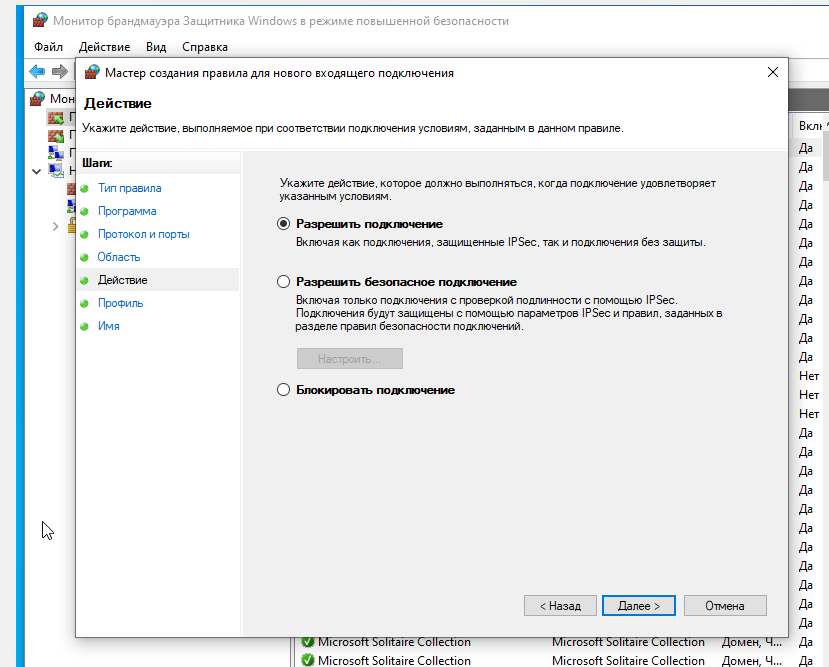 Монитор брандмауэра Защитника Windows в режиме повышенной безопасности
Файл Действие Вид Справка
Мастер создания правила для нового входящего подключения
Действие
Укажите действие, выполняемое при соответствии подключения условиям, заданным в данном правиле.
Шаги:
Тип правила
Программа
Протокол и порты
Область
Действие
Профиль
Имя
Укажите действие, которое должно выполняться, когда подключение удовлетворяет
указанным условиям.
Разрешить подключение
Включая как подключения, защищенные IPSec, так и подключения без защиты.
Разрешить безопасное подключение
Включая только подключения с проверкой подлинности с помощью IPSec.
Подключения будут защищены с помощью параметров IPSec и правил, заданных в
разделе правил безопасности подключений.
Настроить...
Блокировать подключение
< Назад Далее > Отмена
Мон
Вклю
Да
Да
Да
Да
Да
Да
Да
Да
Да
Да
Да
Да
Нет
Нет
Нет
Да
Да
Да
Да
Да
Да
Да
Да
Да
Да
Да
Microsoft Solitaire Collection Microsoft Solitaire Collection Домен, Ч... Да
Microsoft Solitaire Collection Microsoft Solitaire Collection Домен, Ч... Да